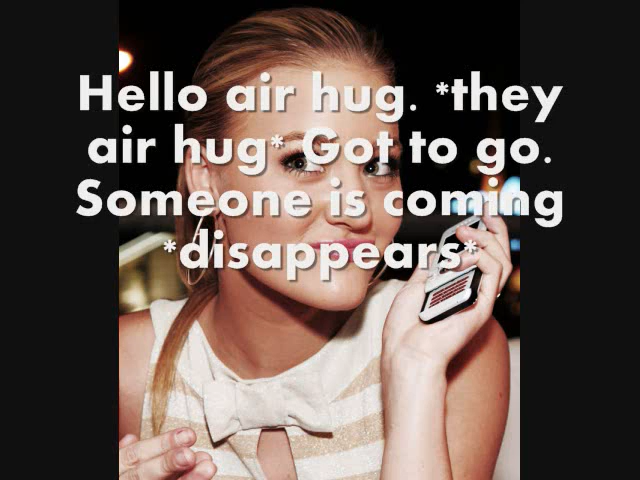 Hello air hug. *they
air hug* Got to go.
Someone is coming
*disappears*